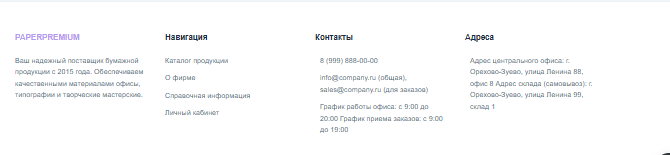 PAPERPREMIUM
Ваш надежный поставщик бумажной
продукции с 2015 года. Обеспечиваем
качественными материалами офисы,
типографии и творческие мастерские.
Навигация
Каталог продукции
О фирме
Справочная информация
Личный кабинет
Контакты
8 (999) 888-00-00
info@company.ru (общая),
sales@company.ru (для заказов)
График работы офиса: с 9:00 до
20:00 График приема заказов: с 9:00
до 19:00
Адреса
Адрес центрального офиса: г.
Орехово-Зуево, улица Ленина 88,
офис 8 Адрес склада (самовывоз): г.
Орехово-Зуево, улица Ленина 99,
склад 1